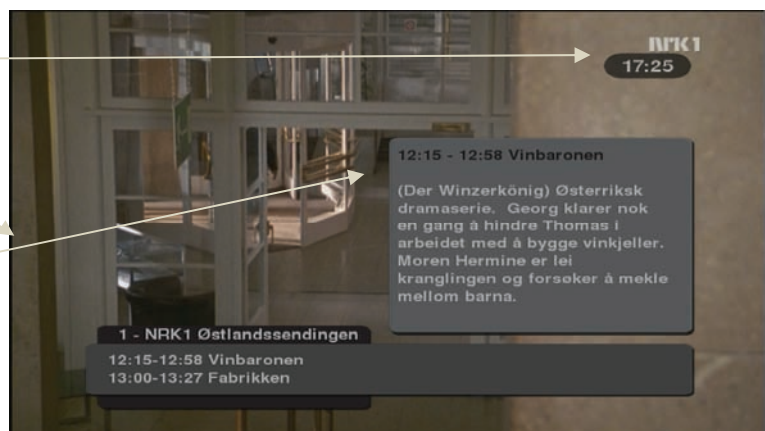 NRK1
17:25
12:15 - 12:58 Vinbaronen
(Der Winzerkönig) Østerriksk
dramaserie. Georg klarer nok
en gang å hindre Thomas i
arbeidet med å bygge vinkjeller.
Moren Hermine er lei
kranglingen og forsøker å mekle
mellom barna.
1 - NRK1 Østlandssendingen
12:15-12:58 Vinbaronen
13:00-13:27 Fabrikken